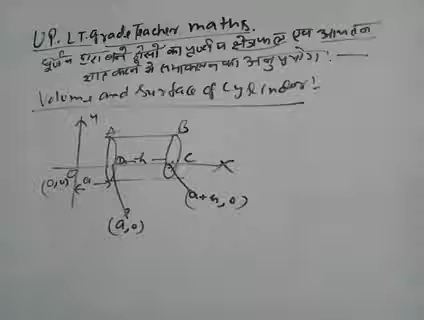 UP. L.T. Grade Teacher maths.
पूर्णन द्वारा बने ठोसों का पृष्ठीय क्षेत्रफल एवं आयतन
ज्ञात करने में समाकलन का अनुप्रयोग:—
Volume and Surface of Cylinder!
y
A B
(0,0) a D h C X
(a+h,0)
(a,0)